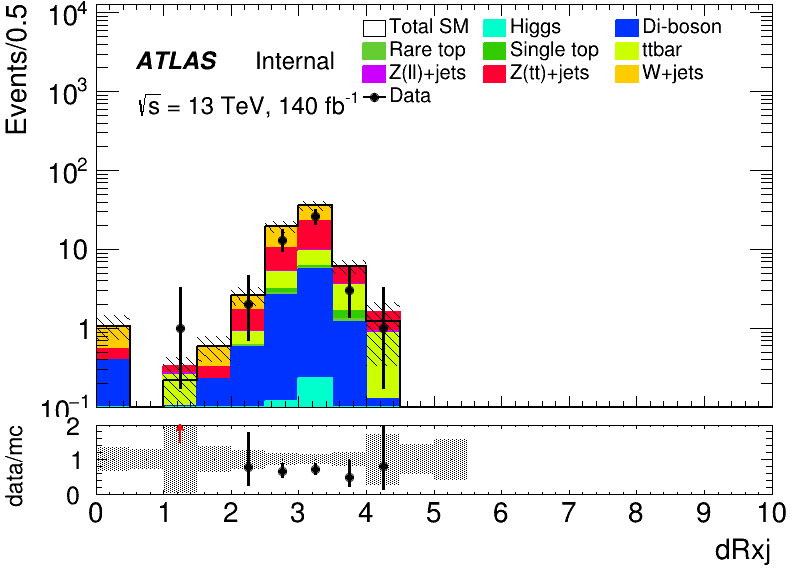 Events/0.5
10⁴
10³
10²
10
1
10⁻¹
ATLAS Internal
√s = 13 TeV, 140 fb⁻¹
Total SM Higgs Di-boson
Rare top Single top ttbar
Z(ll)+jets Z(tt)+jets W+jets
Data
data/mc
2
1
0
0 1 2 3 4 5 6 7 8 9 10
dRxj